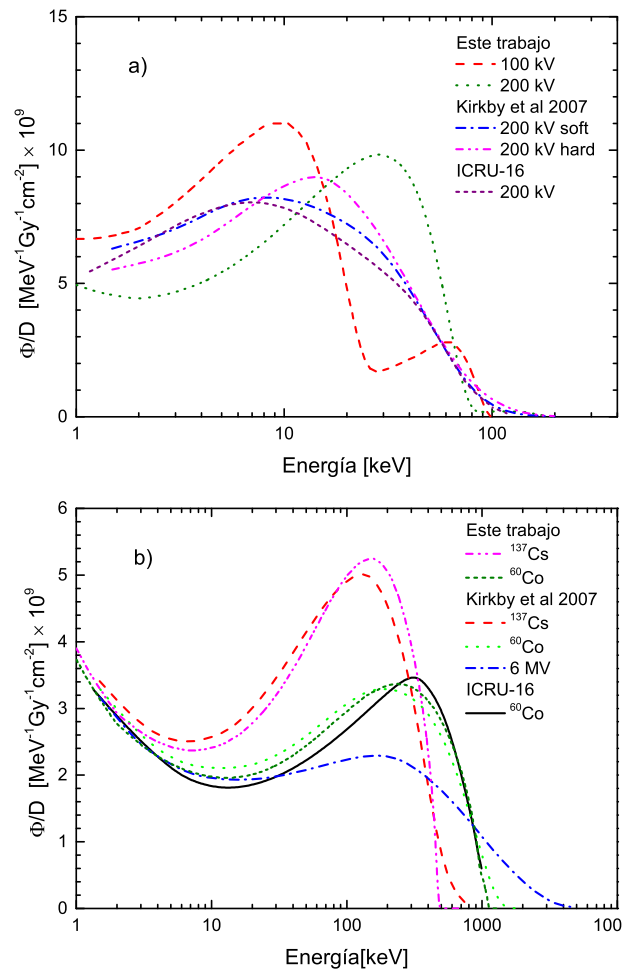 15
10
5
0
Φ/D [MeV⁻¹Gy⁻¹cm⁻²] × 10⁹
a)
Este trabajo
100 kV
200 kV
Kirkby et al 2007
200 kV soft
200 kV hard
ICRU-16
200 kV
1
10
100
Energía [keV]
6
5
4
3
2
1
0
Φ/D [MeV⁻¹Gy⁻¹cm⁻²] × 10⁹
b)
Este trabajo
¹³⁷Cs
⁶⁰Co
Kirkby et al 2007
¹³⁷Cs
⁶⁰Co
6 MV
ICRU-16
⁶⁰Co
1
10
100
1000
100
Energía[keV]